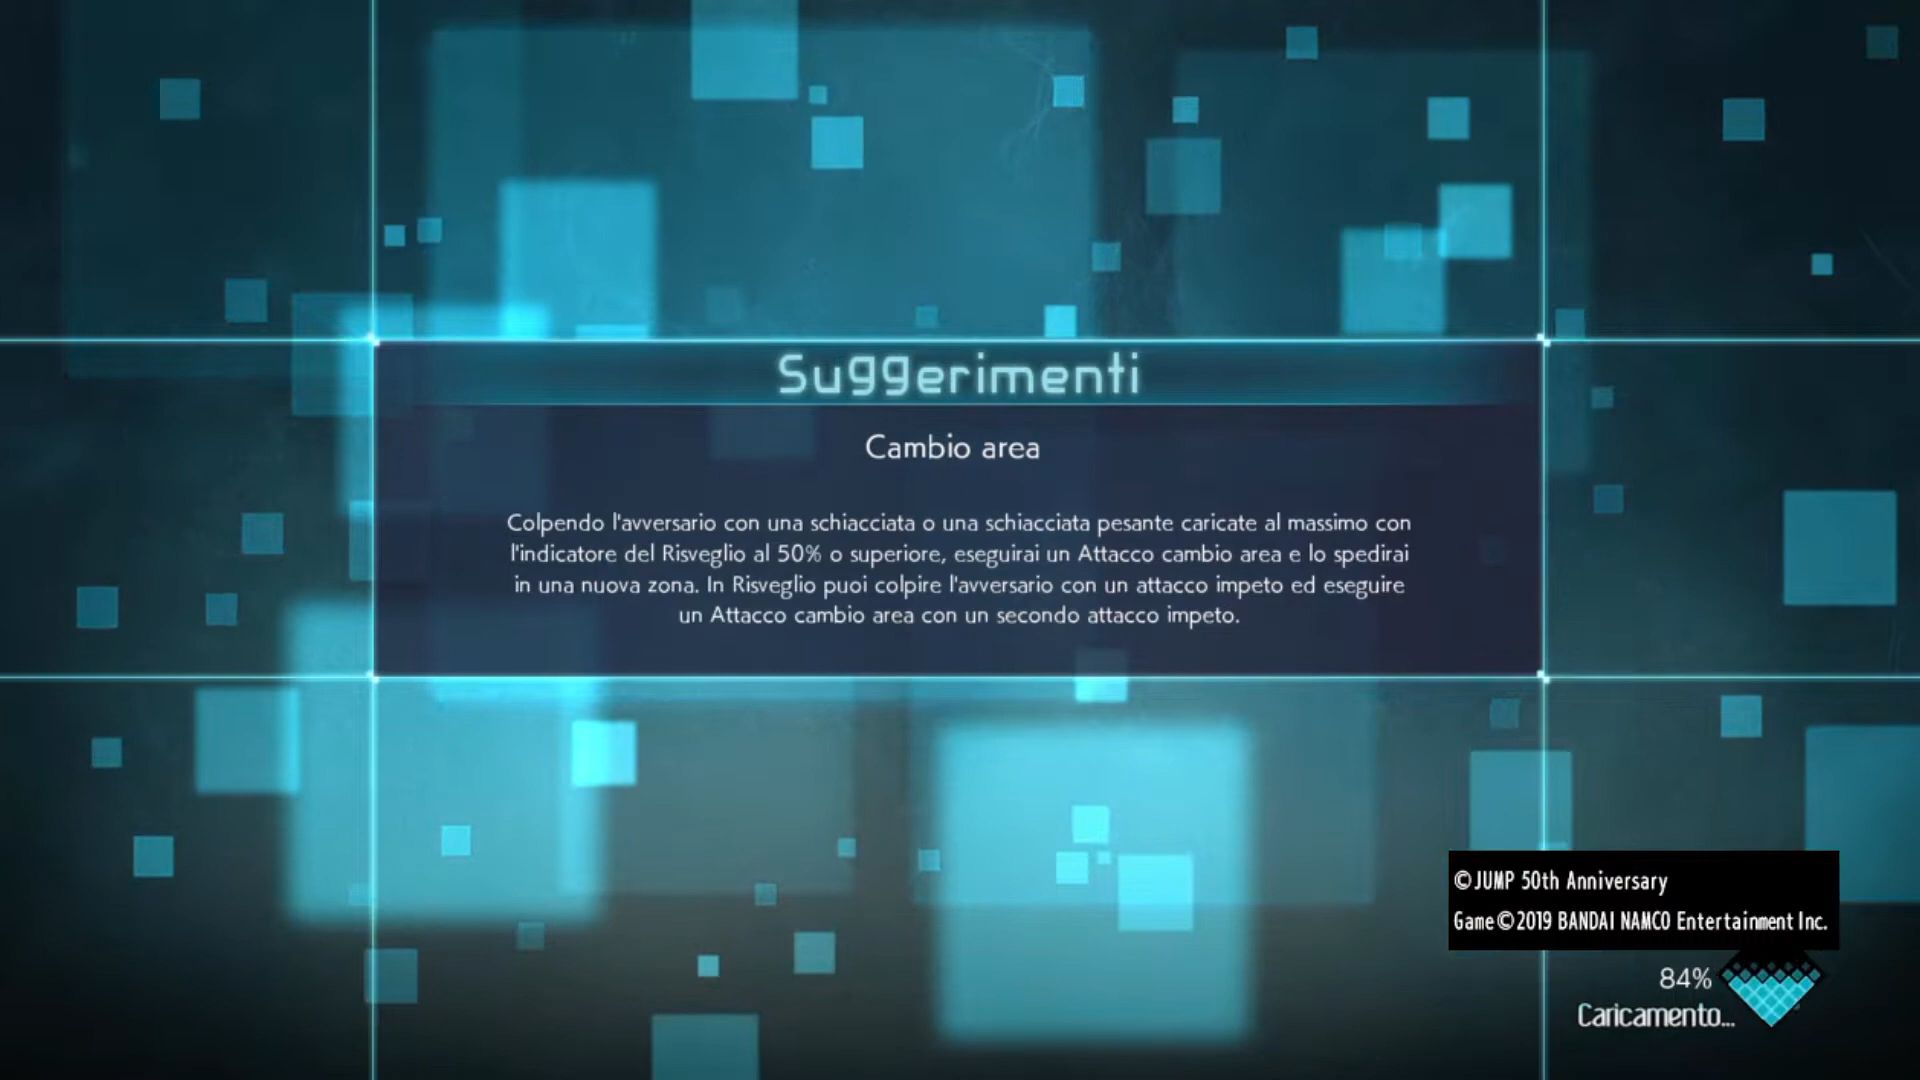 Suggerimenti
Cambio area
Colpendo l'avversario con una schiacciata o una schiacciata pesante caricate al massimo con
l'indicatore del Risveglio al 50% o superiore, eseguirai un Attacco cambio area e lo spedirai
in una nuova zona. In Risveglio puoi colpire l'avversario con un attacco impeto ed eseguire
un Attacco cambio area con un secondo attacco impeto.
©JUMP 50th Anniversary
Game©2019 BANDAI NAMCO Entertainment Inc.
84%
Caricamento...